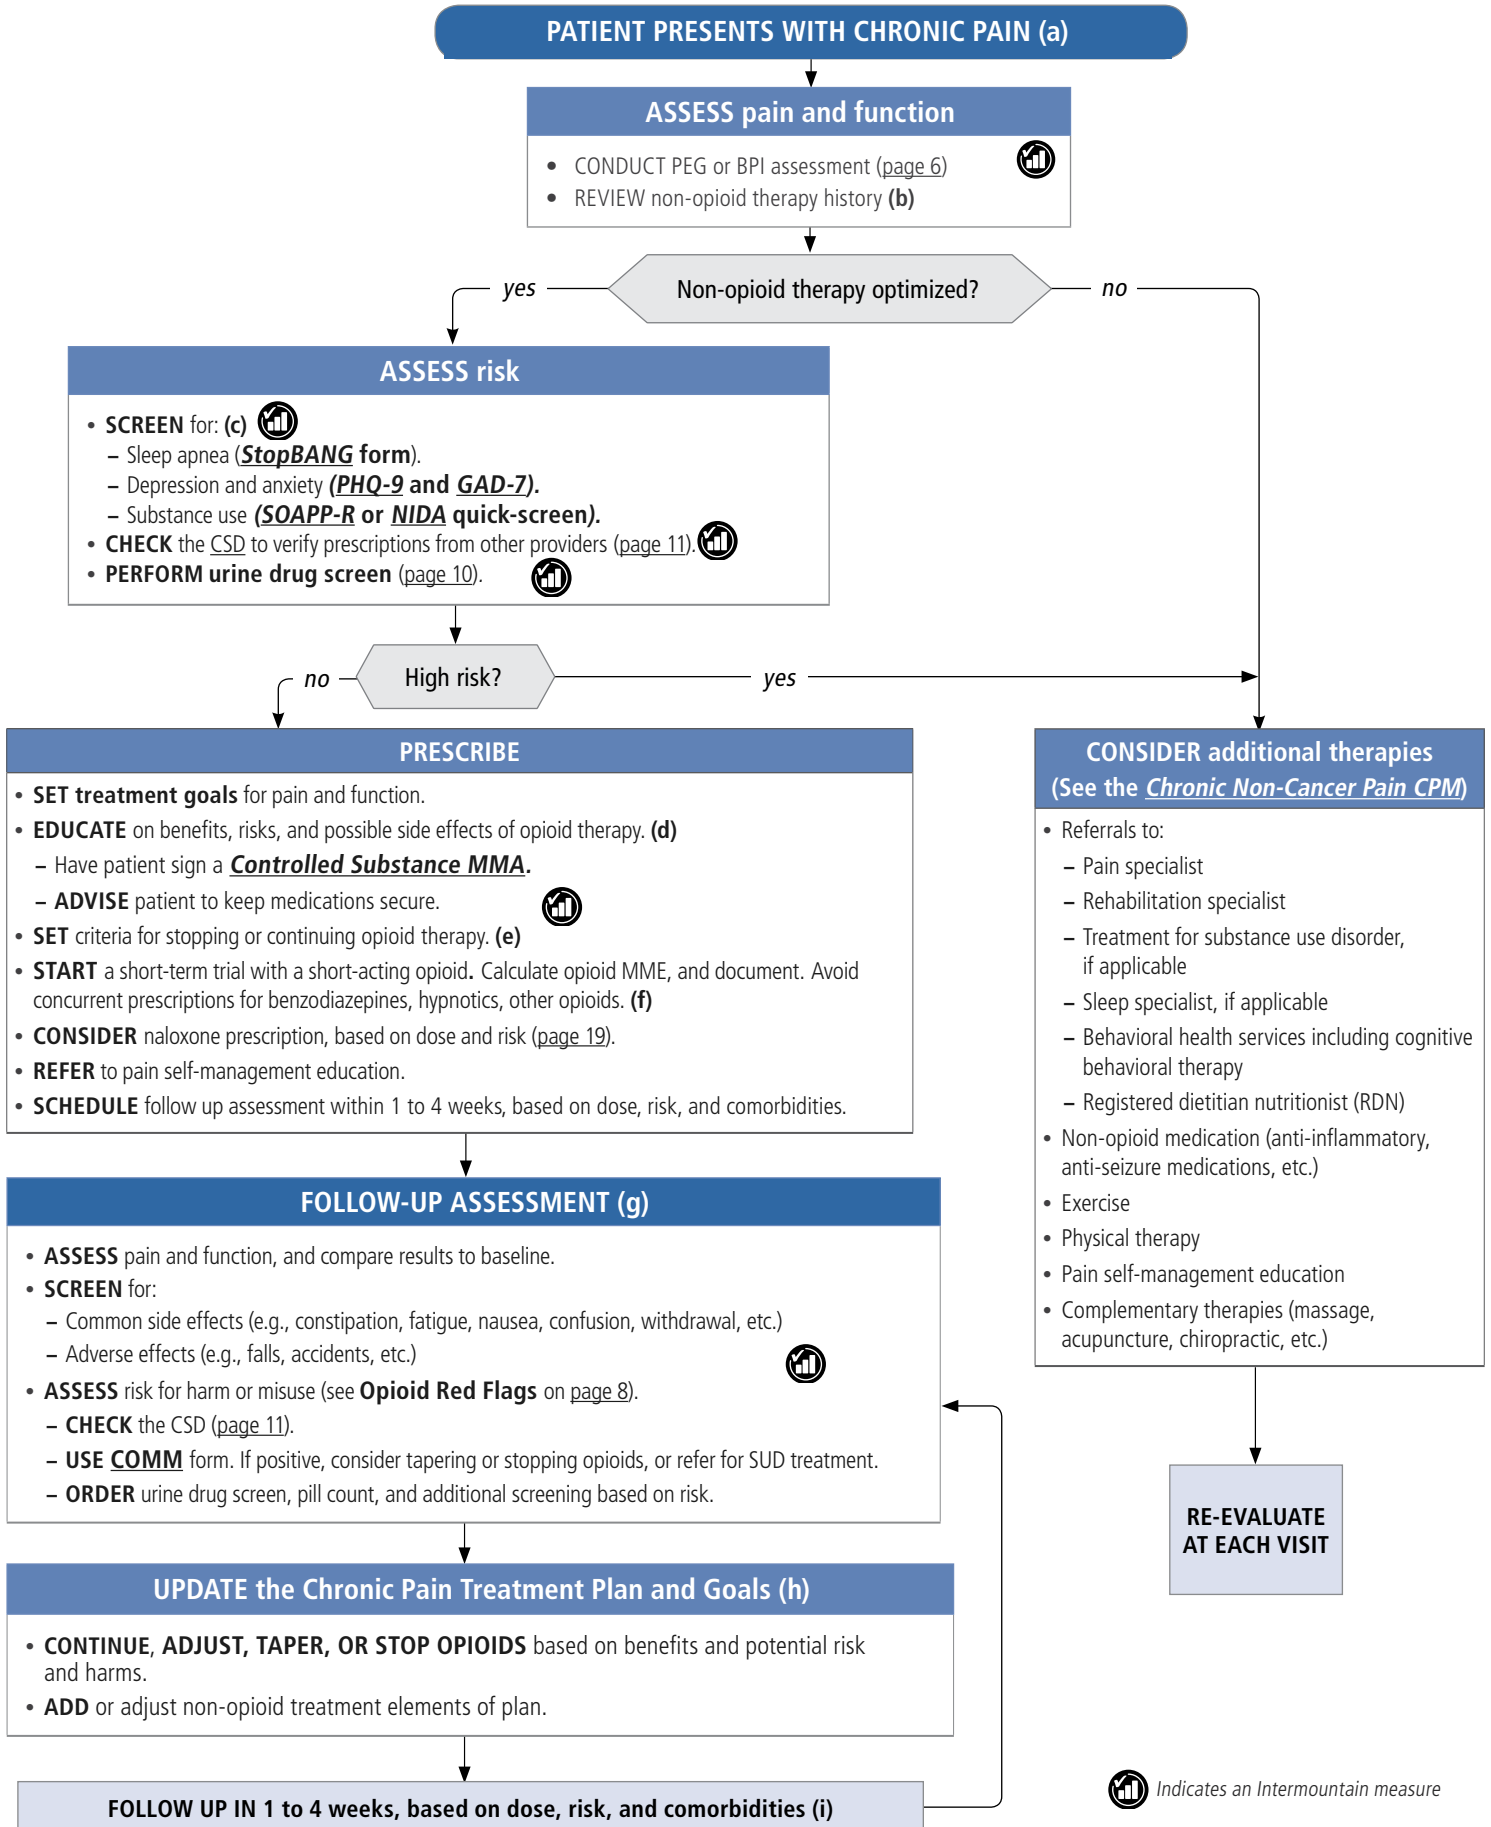 PATIENT PRESENTS WITH CHRONIC PAIN (a)
ASSESS pain and function
• CONDUCT PEG or BPI assessment (page 6)
• REVIEW non-opioid therapy history (b)
Non-opioid therapy optimized?
yes
no
ASSESS risk
• SCREEN for: (c)
– Sleep apnea (StopBANG form).
– Depression and anxiety (PHQ-9 and GAD-7).
– Substance use (SOAPP-R or NIDA quick-screen).
• CHECK the CSD to verify prescriptions from other providers (page 11).
• PERFORM urine drug screen (page 10).
High risk?
no
yes
PRESCRIBE
• SET treatment goals for pain and function.
• EDUCATE on benefits, risks, and possible side effects of opioid therapy. (d)
– Have patient sign a Controlled Substance MMA.
– ADVISE patient to keep medications secure.
• SET criteria for stopping or continuing opioid therapy. (e)
• START a short-term trial with a short-acting opioid. Calculate opioid MME, and document. Avoid
concurrent prescriptions for benzodiazepines, hypnotics, other opioids. (f)
• CONSIDER naloxone prescription, based on dose and risk (page 19).
• REFER to pain self-management education.
• SCHEDULE follow up assessment within 1 to 4 weeks, based on dose, risk, and comorbidities.
CONSIDER additional therapies
(See the Chronic Non-Cancer Pain CPM)
• Referrals to:
– Pain specialist
– Rehabilitation specialist
– Treatment for substance use disorder,
if applicable
– Sleep specialist, if applicable
– Behavioral health services including cognitive
behavioral therapy
– Registered dietitian nutritionist (RDN)
• Non-opioid medication (anti-inflammatory,
anti-seizure medications, etc.)
• Exercise
• Physical therapy
• Pain self-management education
• Complementary therapies (massage,
acupuncture, chiropractic, etc.)
RE-EVALUATE
AT EACH VISIT
FOLLOW-UP ASSESSMENT (g)
• ASSESS pain and function, and compare results to baseline.
• SCREEN for:
– Common side effects (e.g., constipation, fatigue, nausea, confusion, withdrawal, etc.)
– Adverse effects (e.g., falls, accidents, etc.)
• ASSESS risk for harm or misuse (see Opioid Red Flags on page 8).
– CHECK the CSD (page 11).
– USE COMM form. If positive, consider tapering or stopping opioids, or refer for SUD treatment.
– ORDER urine drug screen, pill count, and additional screening based on risk.
UPDATE the Chronic Pain Treatment Plan and Goals (h)
• CONTINUE, ADJUST, TAPER, OR STOP OPIOIDS based on benefits and potential risk
and harms.
• ADD or adjust non-opioid treatment elements of plan.
FOLLOW UP IN 1 to 4 weeks, based on dose, risk, and comorbidities (i)
Indicates an Intermountain measure